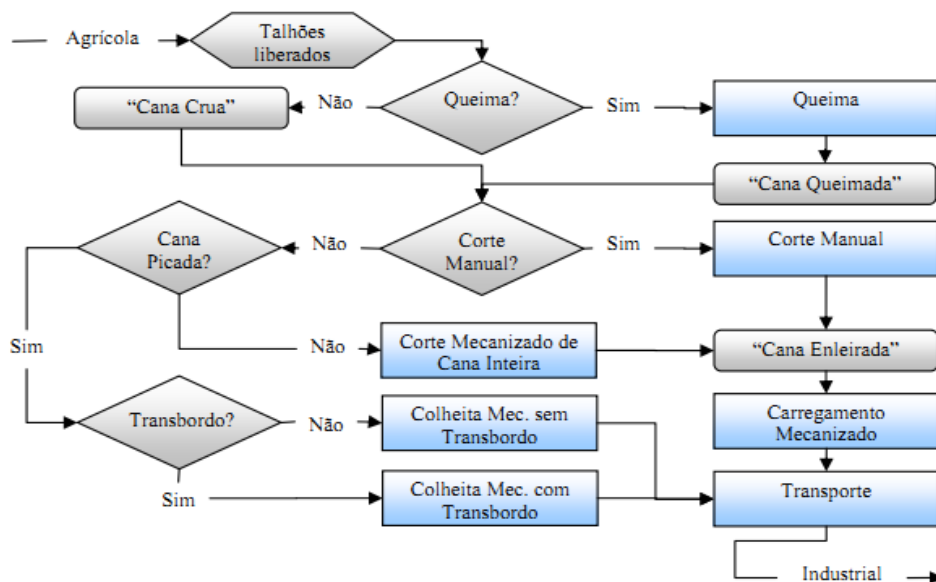 Agrícola
Talhões
liberados
Queima?
Não
Sim
"Cana Crua"
Queima
"Cana Queimada"
Cana
Picada?
Não
Corte
Manual?
Sim
Corte Manual
Sim
Não
Corte Mecanizado de
Cana Inteira
"Cana Enleirada"
Transbordo?
Não
Colheita Mec. sem
Transbordo
Carregamento
Mecanizado
Sim
Colheita Mec. com
Transbordo
Transporte
Industrial